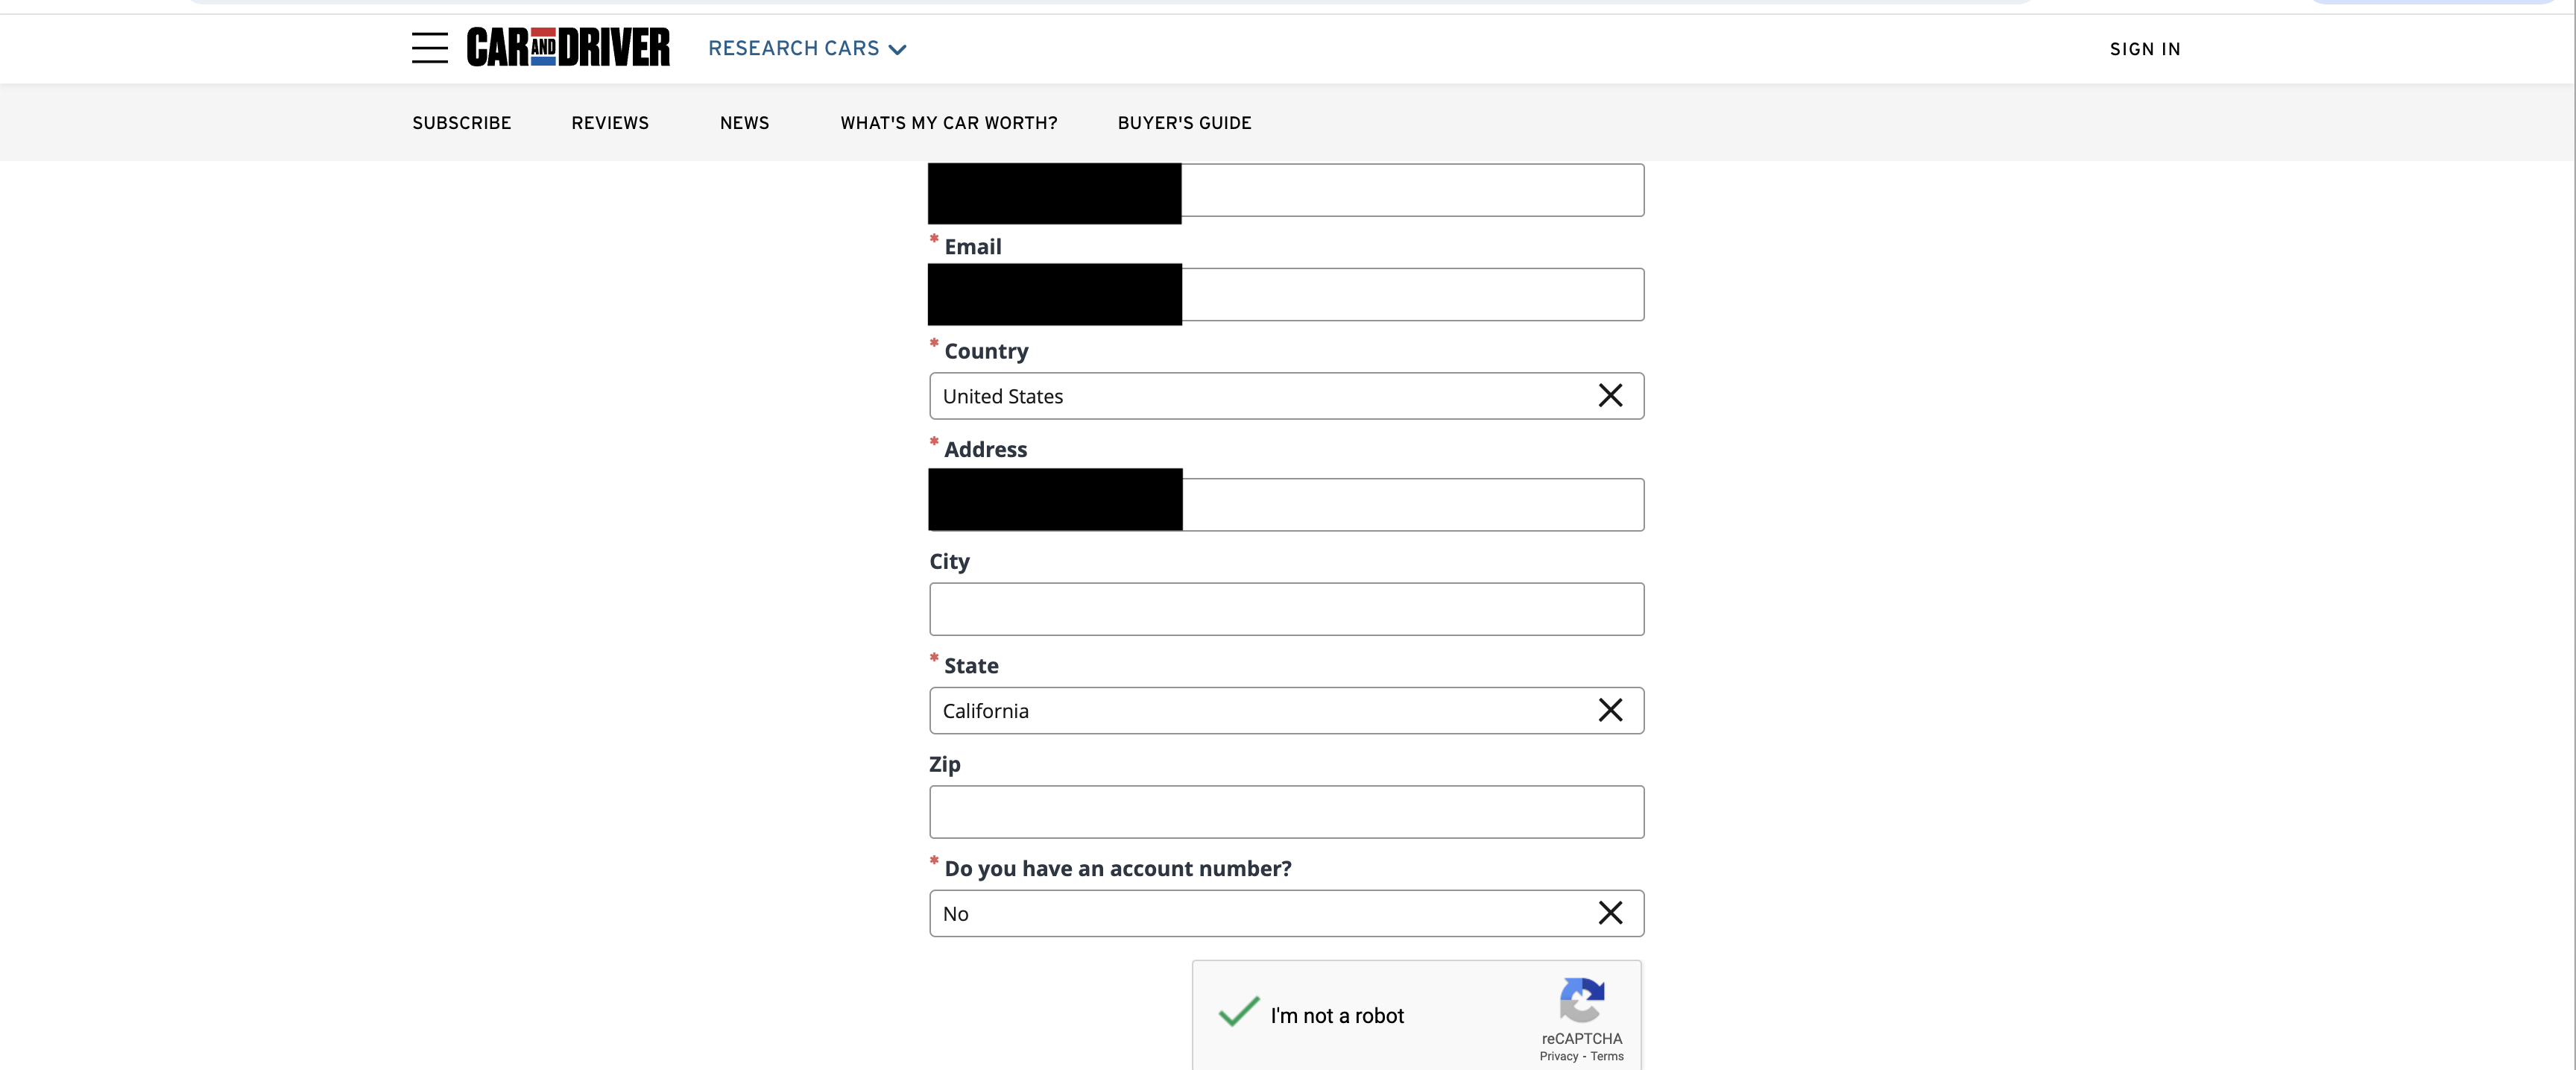 CAR AND DRIVER RESEARCH CARS SIGN IN
SUBSCRIBE REVIEWS NEWS WHAT'S MY CAR WORTH? BUYER'S GUIDE
* Email
* Country
United States
* Address
City
* State
California
Zip
* Do you have an account number?
No
I'm not a robot
reCAPTCHA
Privacy - Terms